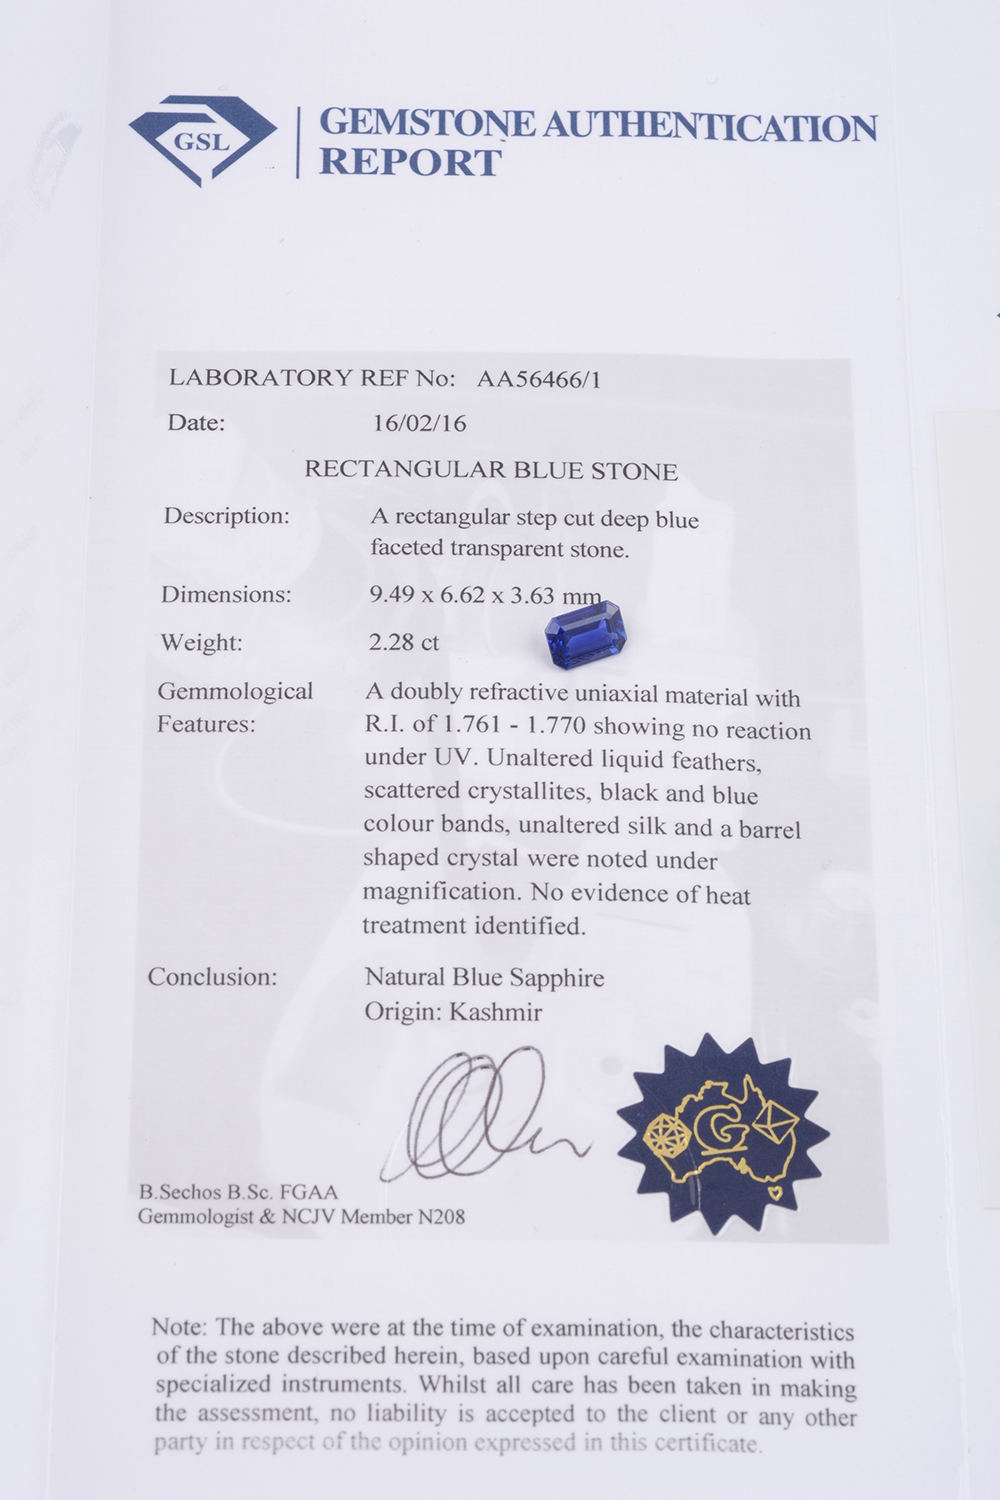 GSL
GEMSTONE AUTHENTICATION
REPORT
LABORATORY REF No: AA56466/1
Date: 16/02/16
RECTANGULAR BLUE STONE
Description: A rectangular step cut deep blue
faceted transparent stone.
Dimensions: 9.49 x 6.62 x 3.63 mm
Weight: 2.28 ct
Gemmological A doubly refractive uniaxial material with
Features: R.I. of 1.761 - 1.770 showing no reaction
under UV. Unaltered liquid feathers,
scattered crystallites, black and blue
colour bands, unaltered silk and a barrel
shaped crystal were noted under
magnification. No evidence of heat
treatment identified.
Conclusion: Natural Blue Sapphire
Origin: Kashmir
G
B.Sechos B.Sc. FGAA
Gemmologist & NCJV Member N208
Note: The above were at the time of examination, the characteristics
of the stone described herein, based upon careful examination with
specialized instruments. Whilst all care has been taken in making
the assessment, no liability is accepted to the client or any other
party in respect of the opinion expressed in this certificate.